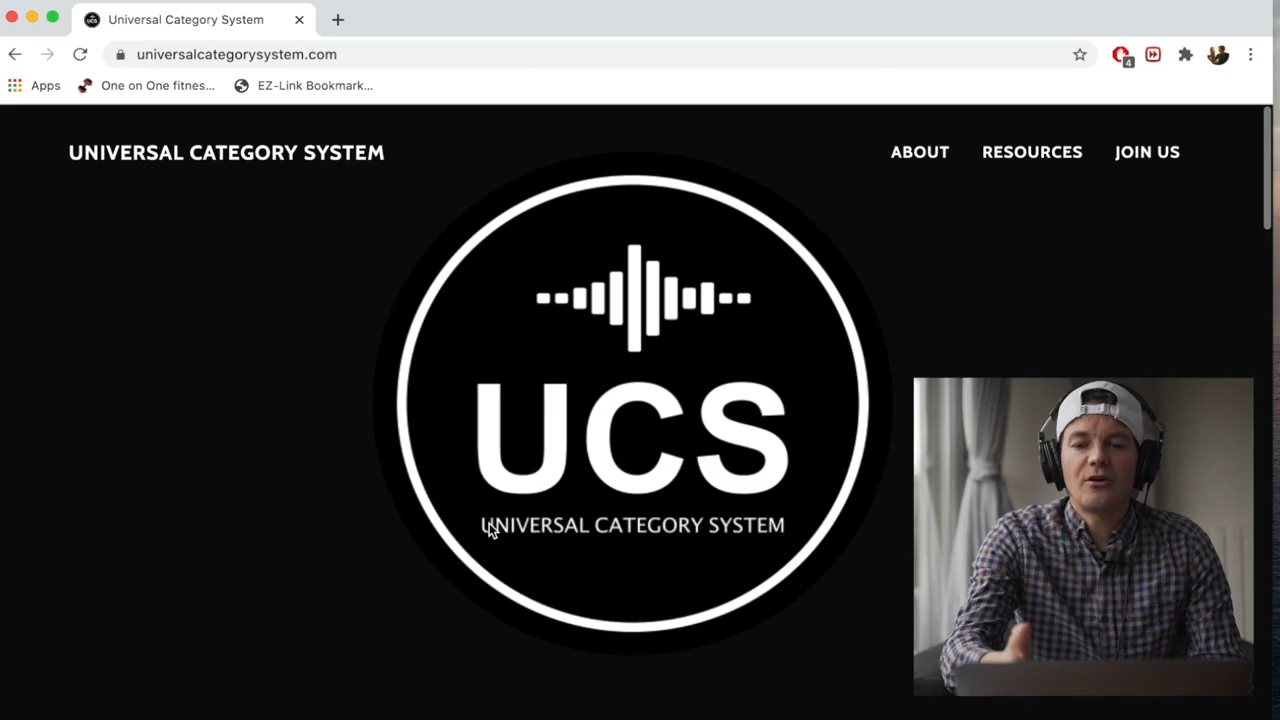 Universal Category System
universalcategorysystem.com
4
Apps
One on One fitnes...
EZ-Link Bookmark...
UNIVERSAL CATEGORY SYSTEM
ABOUT
RESOURCES
JOIN US
UCS
UNIVERSAL CATEGORY SYSTEM